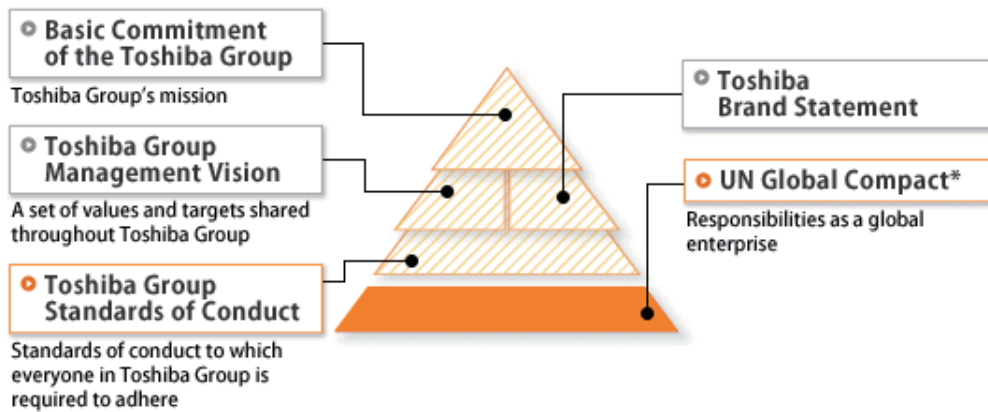 Basic Commitment
of the Toshiba Group
Toshiba Group's mission
Toshiba Group
Management Vision
A set of values and targets shared
throughout Toshiba Group
Toshiba Group
Standards of Conduct
Standards of conduct to which
everyone in Toshiba Group is
required to adhere
Toshiba
Brand Statement
UN Global Compact*
Responsibilities as a global
enterprise